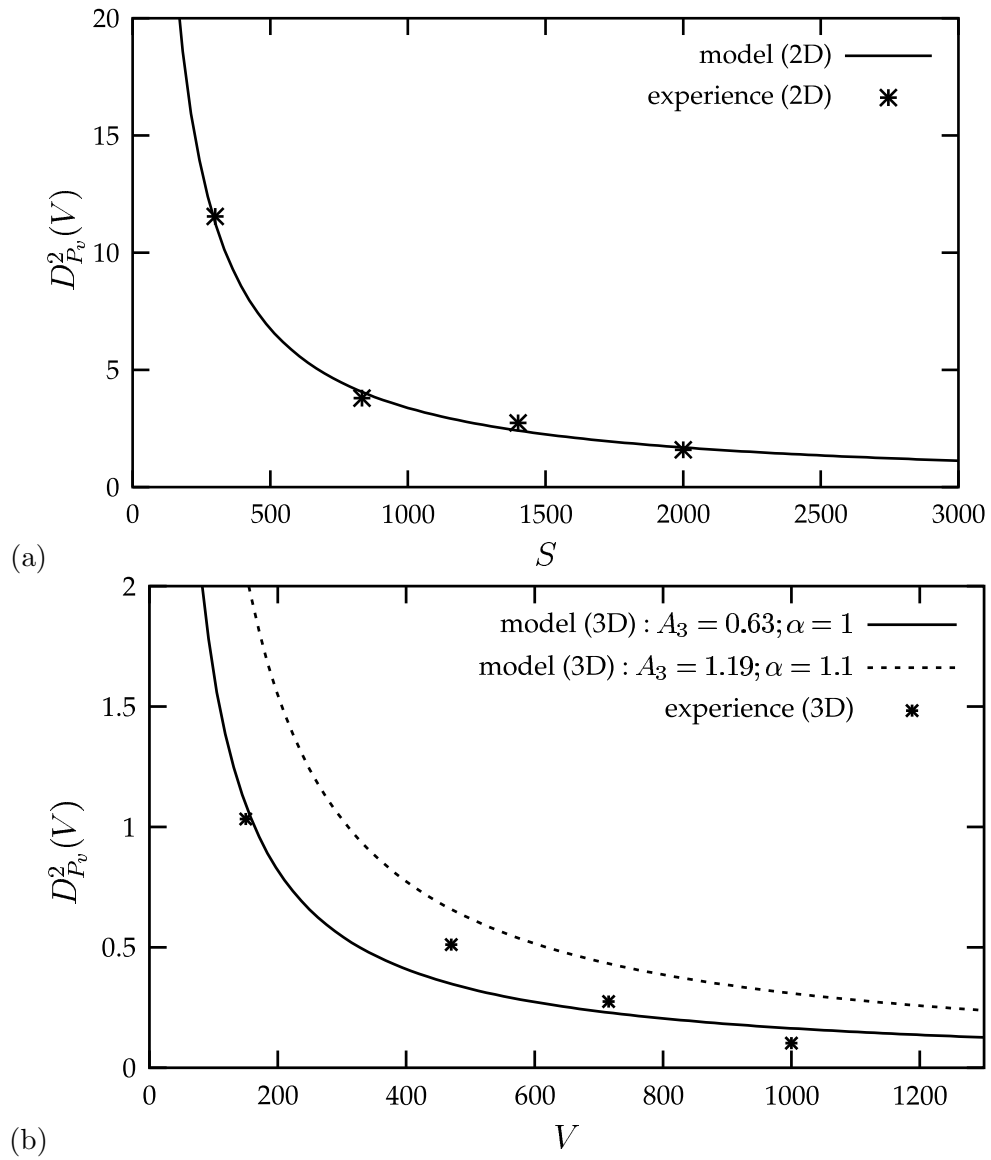 20
15
10
5
0
D²_{P_v}(V)
model (2D)
experience (2D)
0 500 1000 1500 2000 2500 3000
S
(a)
2
1.5
1
0.5
0
D²_{P_v}(V)
model (3D) : A₃ = 0.63; α = 1
model (3D) : A₃ = 1.19; α = 1.1
experience (3D)
0 200 400 600 800 1000 1200
V
(b)